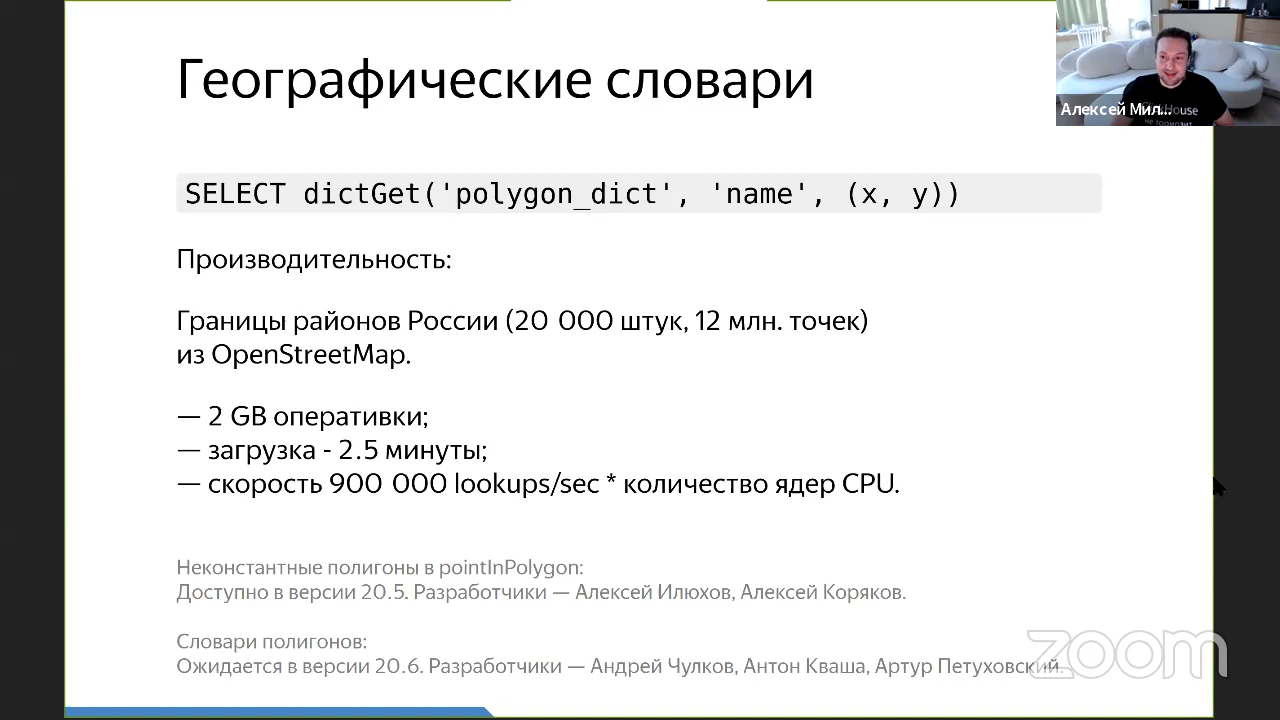 Географические словари
Алексей Мил...
ClickHouse
не тормозит
SELECT dictGet('polygon_dict', 'name', (x, y))
Производительность:
Границы районов России (20 000 штук, 12 млн. точек)
из OpenStreetMap.
— 2 GB оперативки;
— загрузка - 2.5 минуты;
— скорость 900 000 lookups/sec * количество ядер CPU.
Неконстантные полигоны в pointInPolygon:
Доступно в версии 20.5. Разработчики — Алексей Илюхов, Алексей Коряков.
Словари полигонов:
Ожидается в версии 20.6. Разработчики — Андрей Чулков, Антон Кваша, Артур Петуховский.
zoom